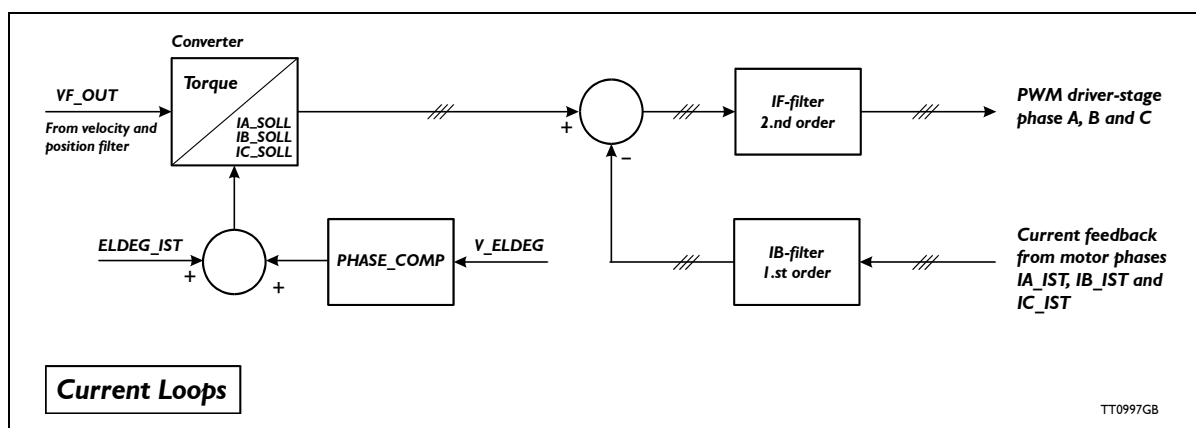 Converter
Torque
IA_SOLL
IB_SOLL
IC_SOLL
VF_OUT
From velocity and
position filter
+
−
IF-filter
2.nd order
PWM driver-stage
phase A, B and C
ELDEG_IST
+
+
PHASE_COMP
V_ELDEG
IB-filter
1.st order
Current feedback
from motor phases
IA_IST, IB_IST and
IC_IST
Current Loops
TT0997GB